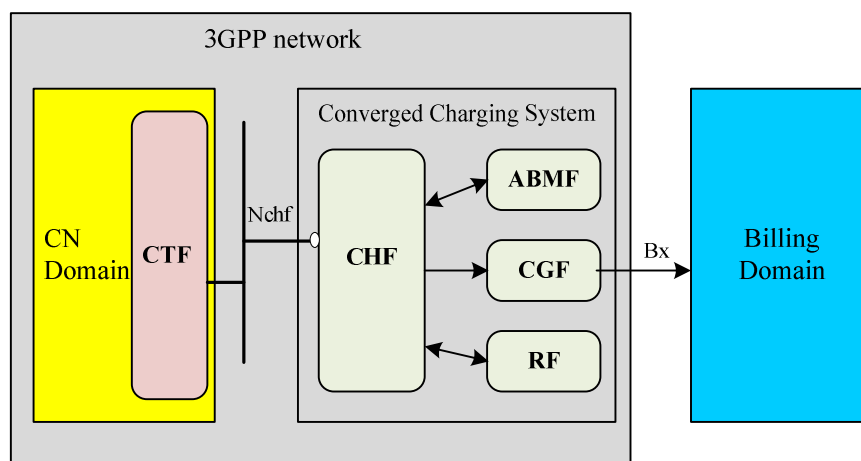 3GPP network
Converged Charging System
CN
Domain
CTF
Nchf
CHF
ABMF
CGF
RF
Bx
Billing
Domain